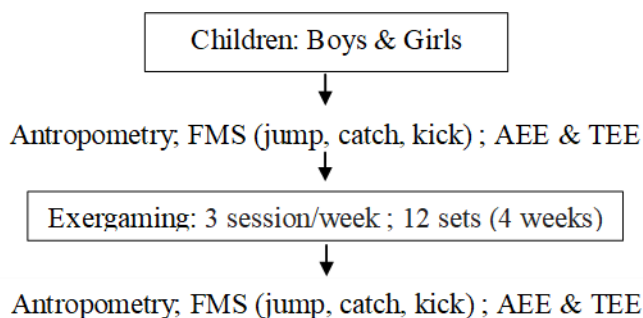 Children: Boys & Girls
Antropometry; FMS (jump, catch, kick) ; AEE & TEE
Exergaming: 3 session/week ; 12 sets (4 weeks)
Antropometry; FMS (jump, catch, kick) ; AEE & TEE